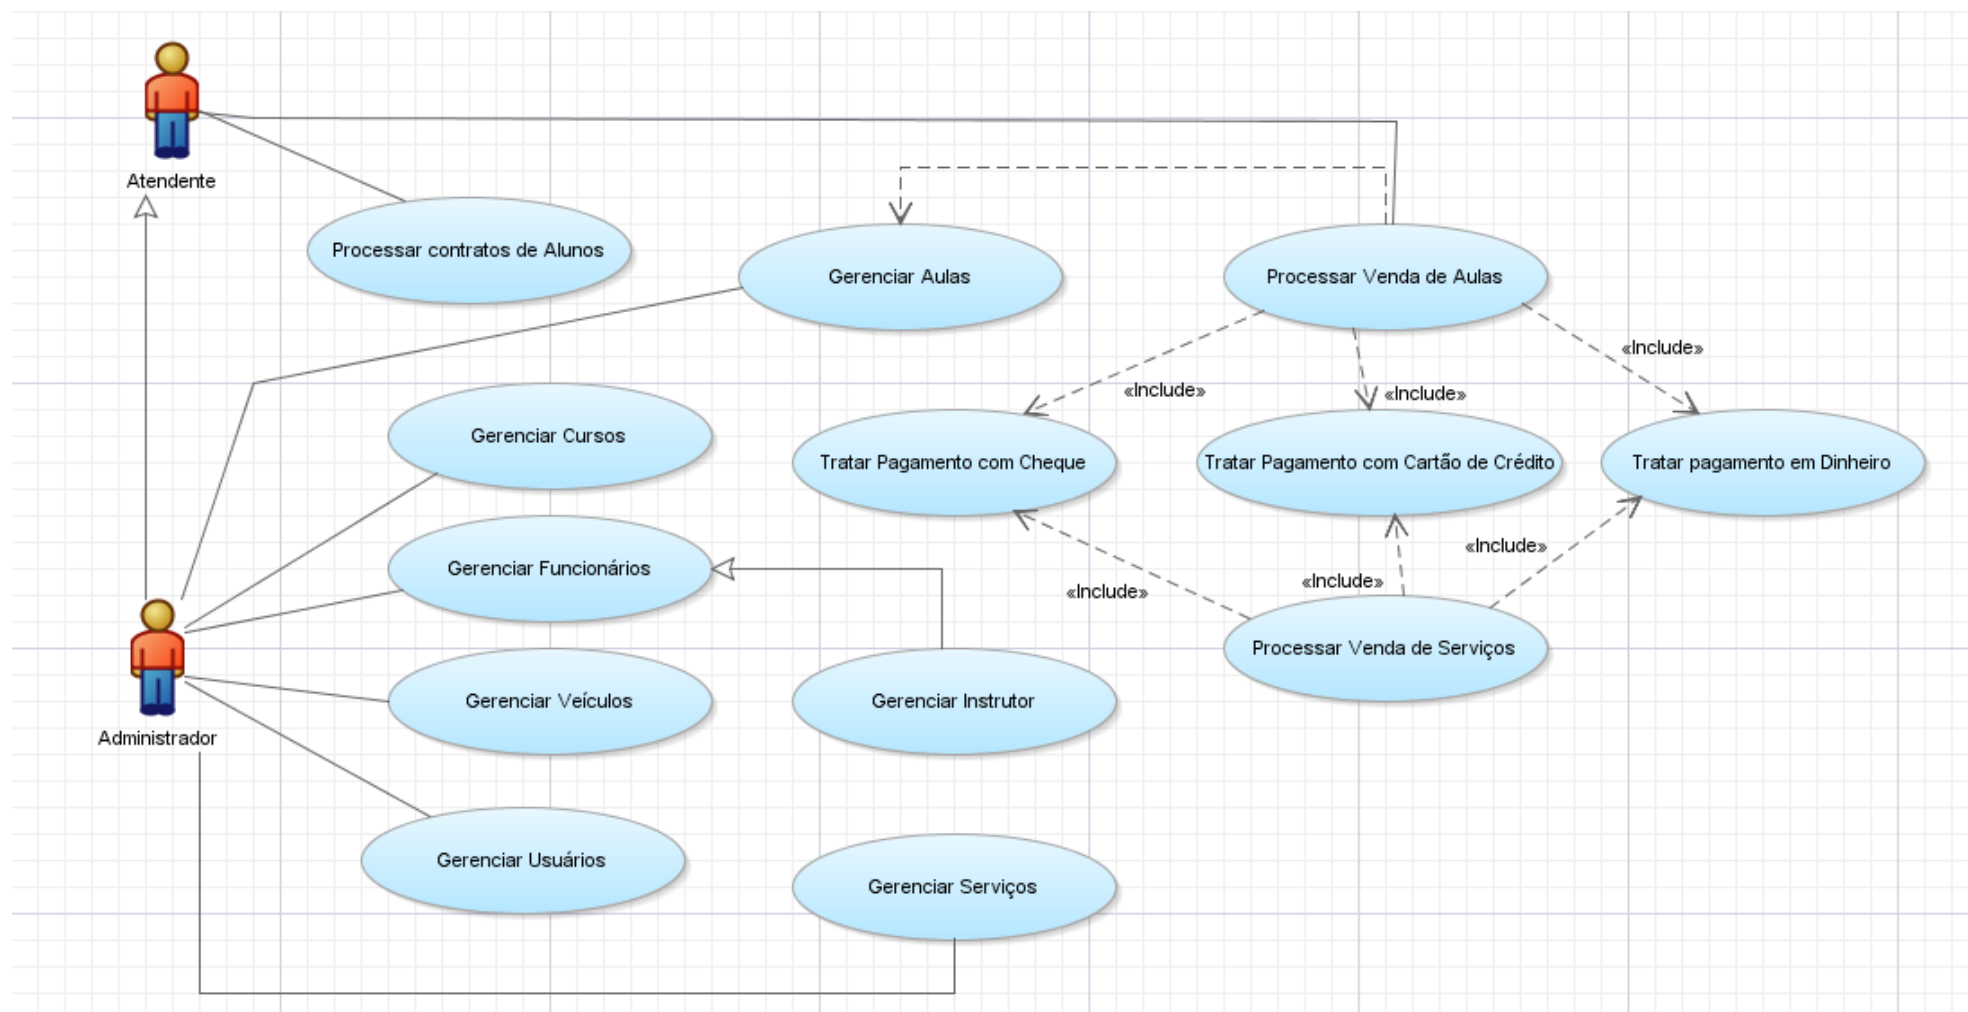 Atendente
Processar contratos de Alunos
Gerenciar Aulas
Processar Venda de Aulas
«Include»
«Include»
«Include»
Gerenciar Cursos
Tratar Pagamento com Cheque
Tratar Pagamento com Cartão de Crédito
Tratar pagamento em Dinheiro
«Include»
Gerenciar Funcionários
«Include»
«Include»
Processar Venda de Serviços
Gerenciar Veículos
Gerenciar Instrutor
Administrador
Gerenciar Usuários
Gerenciar Serviços